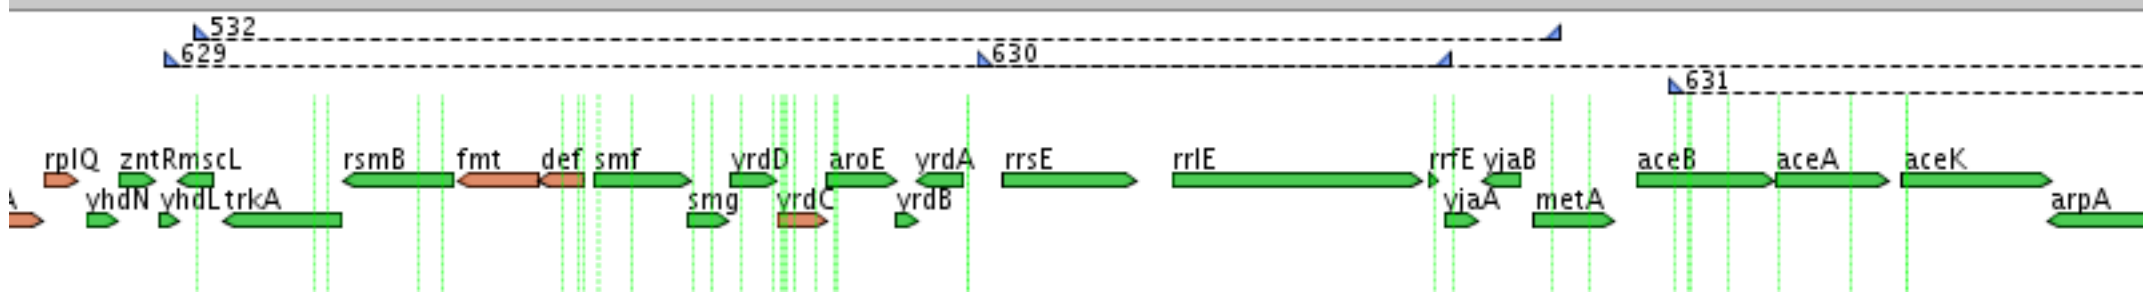 532
629 630
631
rplQ zntR mscL rsmB fmt def smf yrdD aroE yrdA rrsE rrlE rrfE yjaB aceB aceA aceK
A yhdN yhdL trkA smg yrdC yrdB yjaA metA arpA